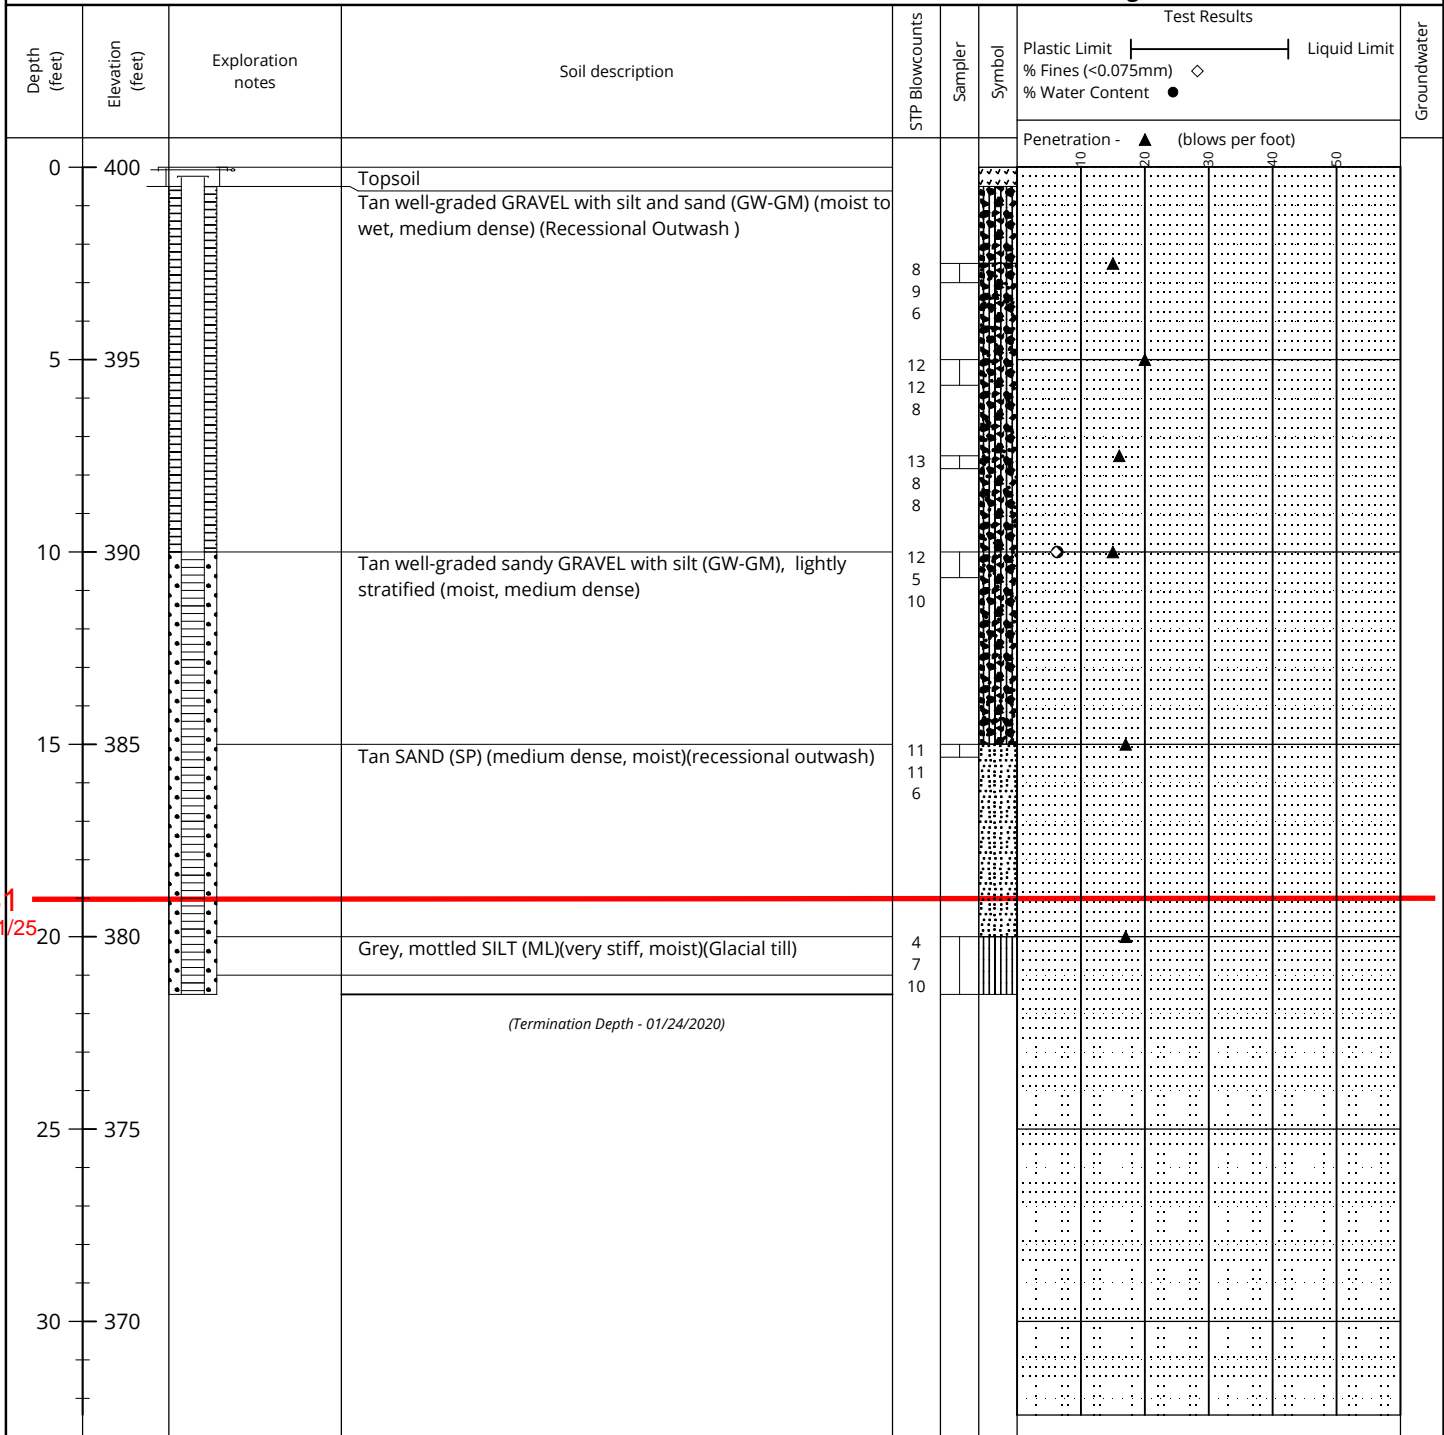 Depth
(feet)
Elevation
(feet)
Exploration
notes
Soil description
STP Blowcounts
Sampler
Symbol
Test Results
Plastic Limit
Liquid Limit
% Fines (<0.075mm)
% Water Content
Penetration -
(blows per foot)
Groundwater
10 20 30 40 50
0 400
Topsoil
Tan well-graded GRAVEL with silt and sand (GW-GM) (moist to
wet, medium dense) (Recessional Outwash )
8
9
6
5 395
12
12
8
13
8
8
10 390
Tan well-graded sandy GRAVEL with silt (GW-GM), lightly
stratified (moist, medium dense)
12
5
10
15 385
Tan SAND (SP) (medium dense, moist)(recessional outwash)
11
11
6
1
/25
20 380
Grey, mottled SILT (ML)(very stiff, moist)(Glacial till)
4
7
10
(Termination Depth - 01/24/2020)
25 375
30 370